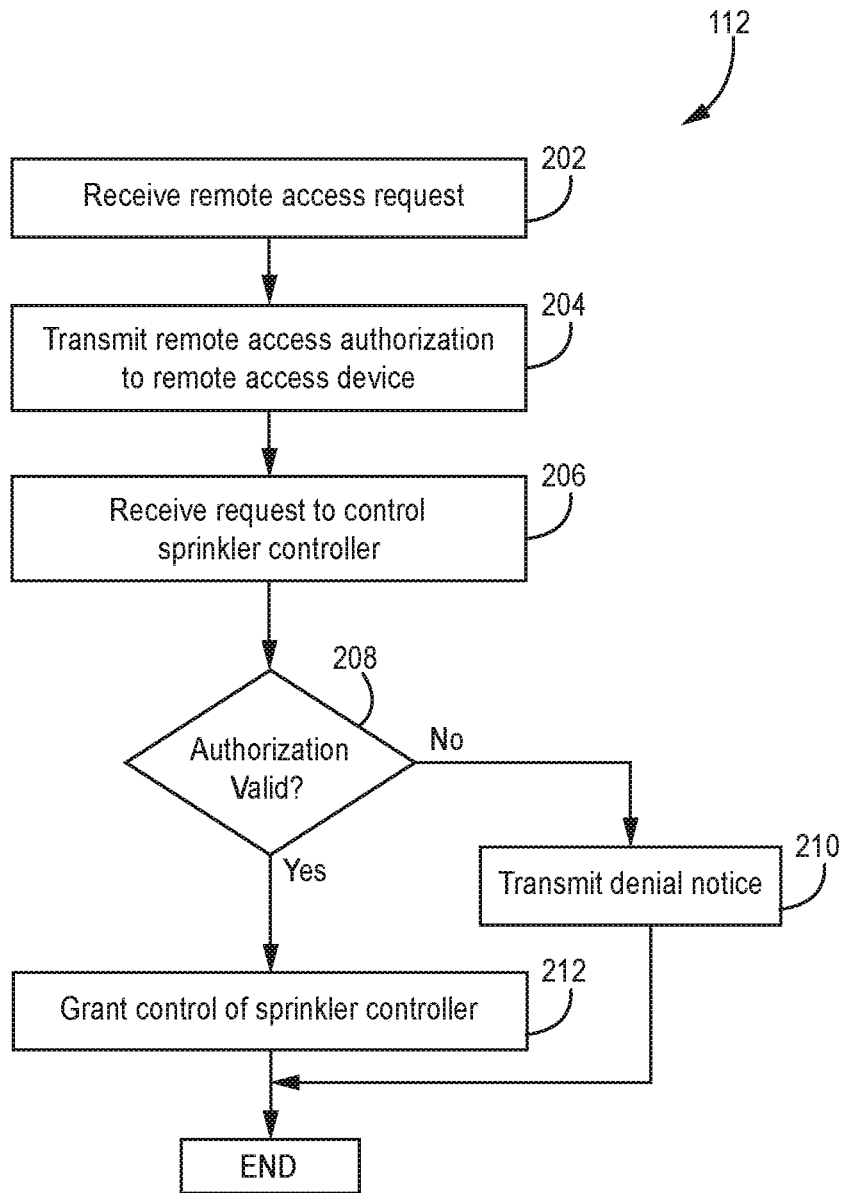 112
202
Receive remote access request
204
Transmit remote access authorization
to remote access device
206
Receive request to control
sprinkler controller
208
Authorization
Valid?
No
Yes
210
Transmit denial notice
212
Grant control of sprinkler controller
END